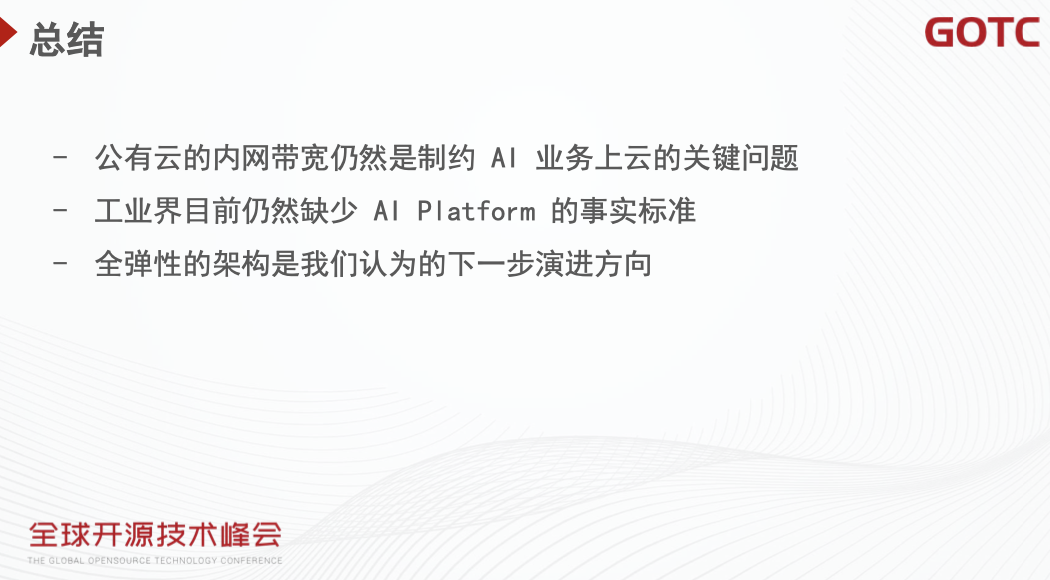 总结
GOTC
- 公有云的内网带宽仍然是制约 AI 业务上云的关键问题
- 工业界目前仍然缺少 AI Platform 的事实标准
- 全弹性的架构是我们认为的下一步演进方向
全球开源技术峰会
THE GLOBAL OPENSOURCE TECHNOLOGY CONFERENCE